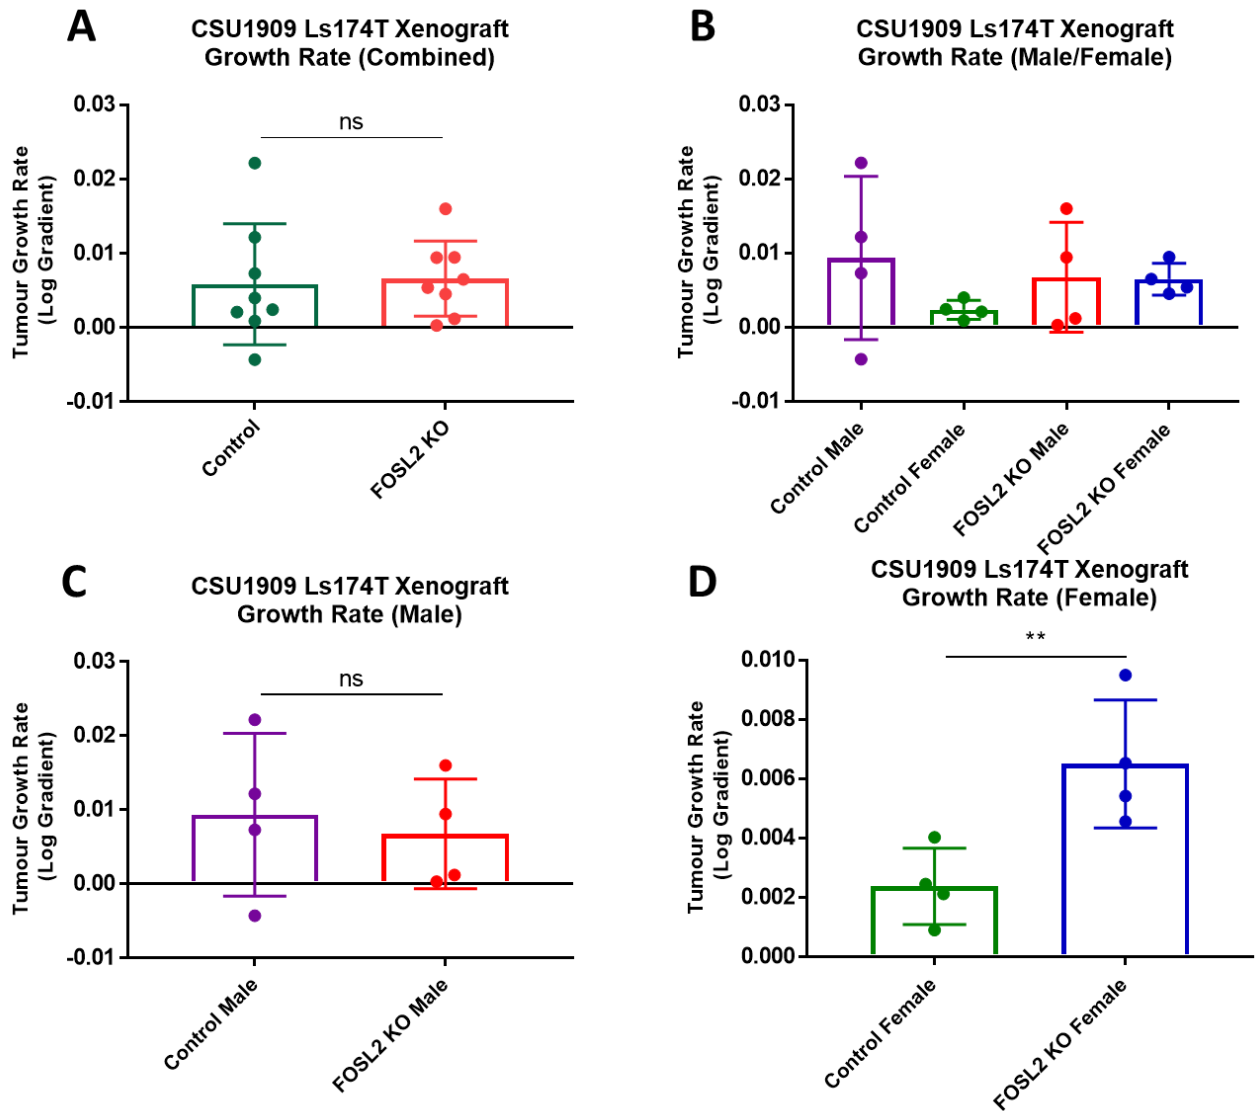 A
CSU1909 Ls174T Xenograft
Growth Rate (Combined)
Tumour Growth Rate
(Log Gradient)
0.03
0.02
0.01
0.00
-0.01
ns
Control
FOSL2 KO
B
CSU1909 Ls174T Xenograft
Growth Rate (Male/Female)
Tumour Growth Rate
(Log Gradient)
0.03
0.02
0.01
0.00
-0.01
Control Male
Control Female
FOSL2 KO Male
FOSL2 KO Female
C
CSU1909 Ls174T Xenograft
Growth Rate (Male)
Tumour Growth Rate
(Log Gradient)
0.03
0.02
0.01
0.00
-0.01
ns
Control Male
FOSL2 KO Male
D
CSU1909 Ls174T Xenograft
Growth Rate (Female)
Tumour Growth Rate
(Log Gradient)
0.010
0.008
0.006
0.004
0.002
0.000
**
Control Female
FOSL2 KO Female